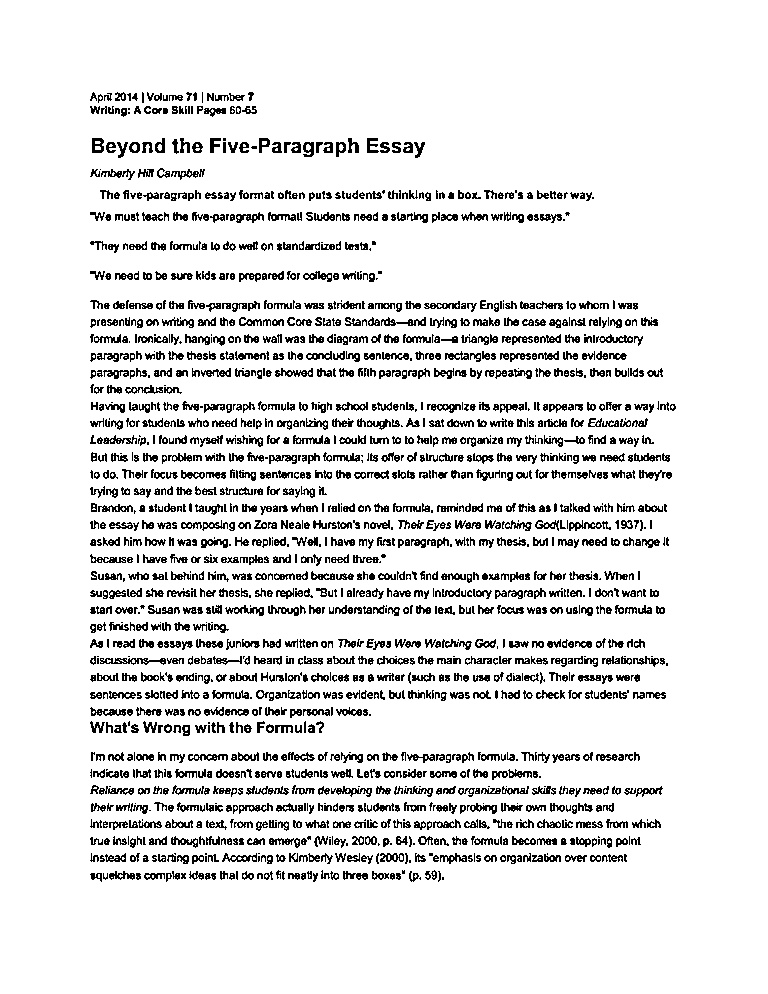 April 2014 | Volume 71 | Number 7
Writing: A Core Skill Pages 60-65
Beyond the Five-Paragraph Essay
Kimberly Hill Campbell
The five-paragraph essay format often puts students' thinking in a box. There's a better way.
"We must teach the five-paragraph format! Students need a starting place when writing essays."
"They need the formula to do well on standardized tests."
"We need to be sure kids are prepared for college writing."
The defense of the five-paragraph formula was strident among the secondary English teachers to whom I was
presenting on writing and the Common Core State Standards—and trying to make the case against relying on this
formula. Ironically, hanging on the wall was the diagram of the formula—a triangle represented the introductory
paragraph with the thesis statement as the concluding sentence, three rectangles represented the evidence
paragraphs, and an inverted triangle showed that the fifth paragraph begins by repeating the thesis, then builds out
for the conclusion.
Having taught the five-paragraph formula to high school students, I recognize its appeal. It appears to offer a way into
writing for students who need help in organizing their thoughts. As I sat down to write this article for Educational
Leadership, I found myself wishing for a formula I could turn to to help me organize my thinking—to find a way in.
But this is the problem with the five-paragraph formula; its offer of structure stops the very thinking we need students
to do. Their focus becomes fitting sentences into the correct slots rather than figuring out for themselves what they're
trying to say and the best structure for saying it.
Brandon, a student I taught in the years when I relied on the formula, reminded me of this as I talked with him about
the essay he was composing on Zora Neale Hurston's novel, Their Eyes Were Watching God(Lippincott, 1937). I
asked him how it was going. He replied, "Well, I have my first paragraph, with my thesis, but I may need to change it
because I have five or six examples and I only need three."
Susan, who sat behind him, was concerned because she couldn't find enough examples for her thesis. When I
suggested she revisit her thesis, she replied, "But I already have my introductory paragraph written. I don't want to
start over." Susan was still working through her understanding of the text, but her focus was on using the formula to
get finished with the writing.
As I read the essays these juniors had written on Their Eyes Were Watching God, I saw no evidence of the rich
discussions—even debates—I'd heard in class about the choices the main character makes regarding relationships,
about the book's ending, or about Hurston's choices as a writer (such as the use of dialect). Their essays were
sentences slotted into a formula. Organization was evident, but thinking was not. I had to check for students' names
because there was no evidence of their personal voices.
What's Wrong with the Formula?
I'm not alone in my concern about the effects of relying on the five-paragraph formula. Thirty years of research
indicate that this formula doesn't serve students well. Let's consider some of the problems.
Reliance on the formula keeps students from developing the thinking and organizational skills they need to support
their writing. The formulaic approach actually hinders students from freely probing their own thoughts and
interpretations about a text, from getting to what one critic of this approach calls, "the rich chaotic mess from which
true insight and thoughtfulness can emerge" (Wiley, 2000, p. 64). Often, the formula becomes a stopping point
instead of a starting point. According to Kimberly Wesley (2000), its "emphasis on organization over content
squelches complex ideas that do not fit neatly into three boxes" (p. 59).